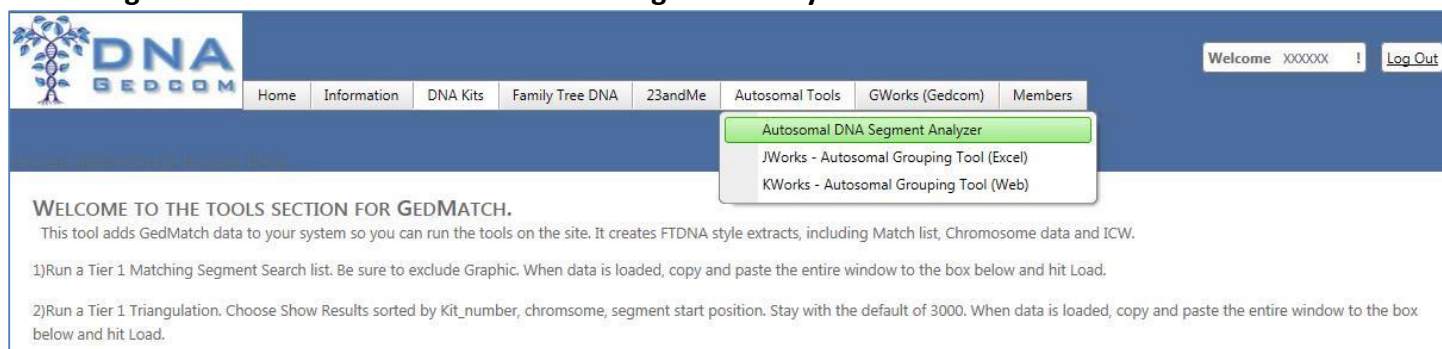 DNA
GEDCOM
Welcome XXXXXX ! Log Out
Home Information DNA Kits Family Tree DNA 23andMe Autosomal Tools GWorks (Gedcom) Members
Autosomal DNA Segment Analyzer
JWorks - Autosomal Grouping Tool (Excel)
KWorks - Autosomal Grouping Tool (Web)
WELCOME TO THE TOOLS SECTION FOR GEDMATCH.
This tool adds GedMatch data to your system so you can run the tools on the site. It creates FTDNA style extracts, including Match list, Chromosome data and ICW.
1)Run a Tier 1 Matching Segment Search list. Be sure to exclude Graphic. When data is loaded, copy and paste the entire window to the box below and hit Load.
2)Run a Tier 1 Triangulation. Choose Show Results sorted by Kit_number, chromsome, segment start position. Stay with the default of 3000. When data is loaded, copy and paste the entire window to the box
below and hit Load.